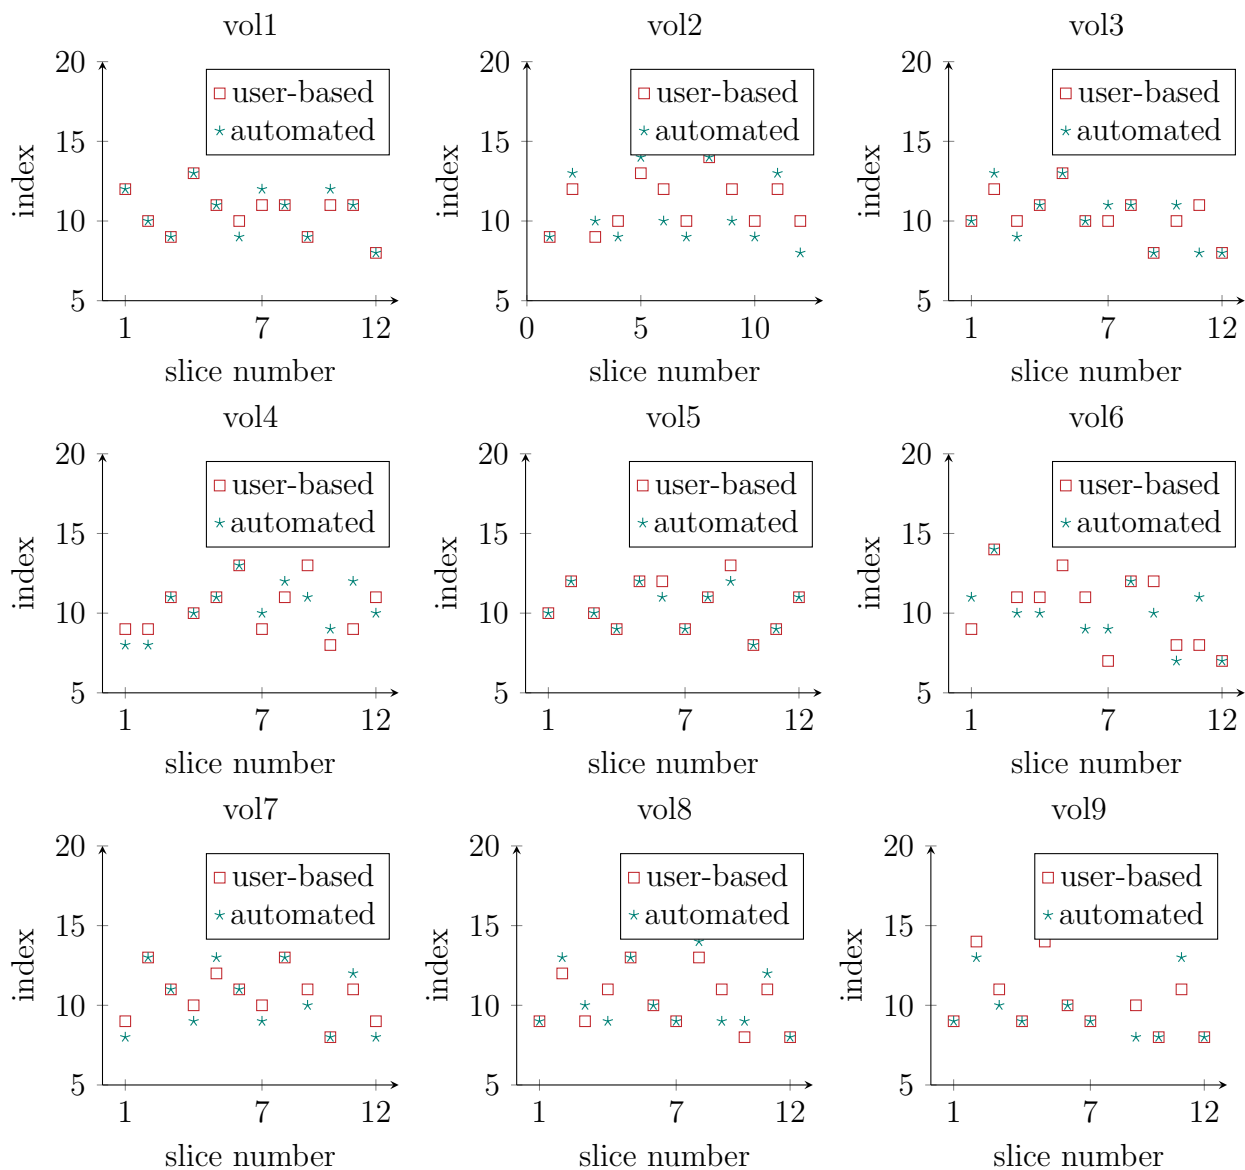 vol1
20
15
10
5
index
user-based
automated
1 7 12
slice number
vol2
20
15
10
5
index
user-based
automated
0 5 10
slice number
vol3
20
15
10
5
index
user-based
automated
1 7 12
slice number
vol4
20
15
10
5
index
user-based
automated
1 7 12
slice number
vol5
20
15
10
5
index
user-based
automated
1 7 12
slice number
vol6
20
15
10
5
index
user-based
automated
1 7 12
slice number
vol7
20
15
10
5
index
user-based
automated
1 7 12
slice number
vol8
20
15
10
5
index
user-based
automated
1 7 12
slice number
vol9
20
15
10
5
index
user-based
automated
1 7 12
slice number